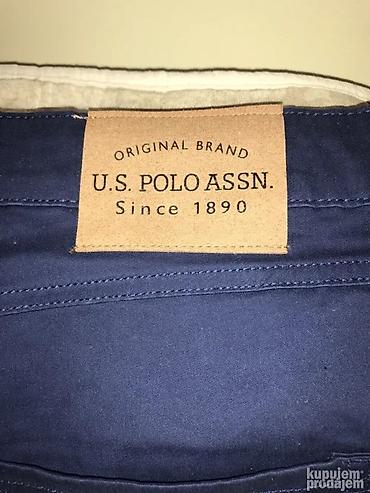 ORIGINAL BRAND
U.S. POLO ASSN.
Since 1890
kupujem
prodajem